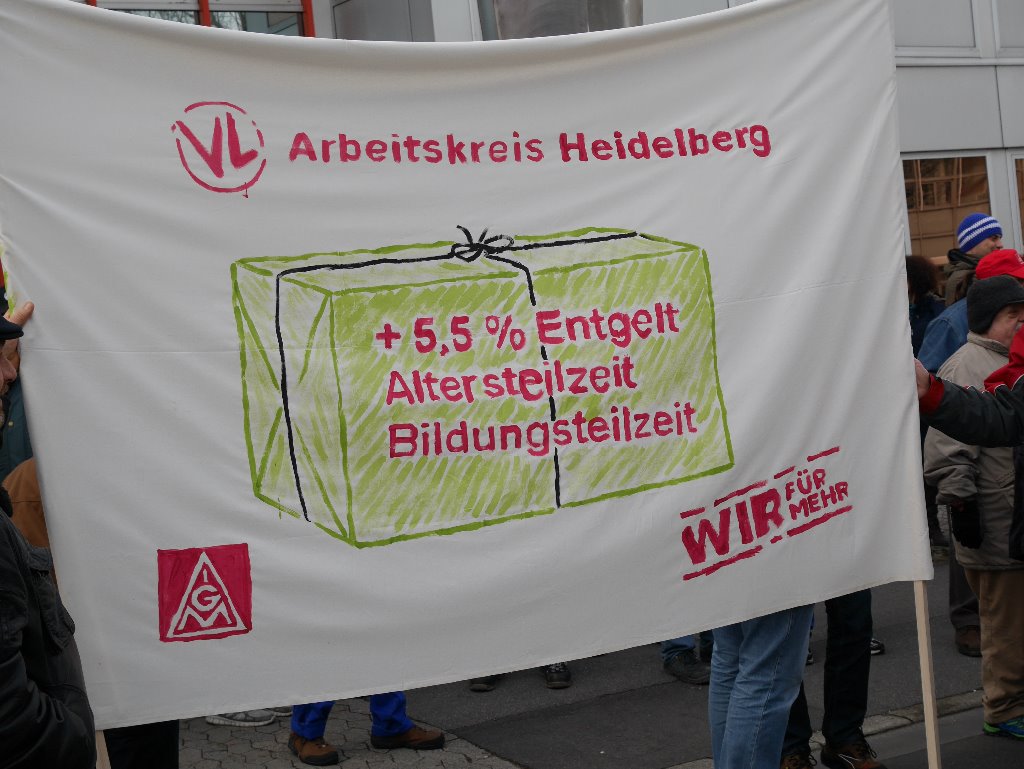 VL Arbeitskreis Heidelberg
+ 5,5 % Entgelt
Altersteilzeit
Bildungsteilzeit
WIR FÜR MEHR
IGM